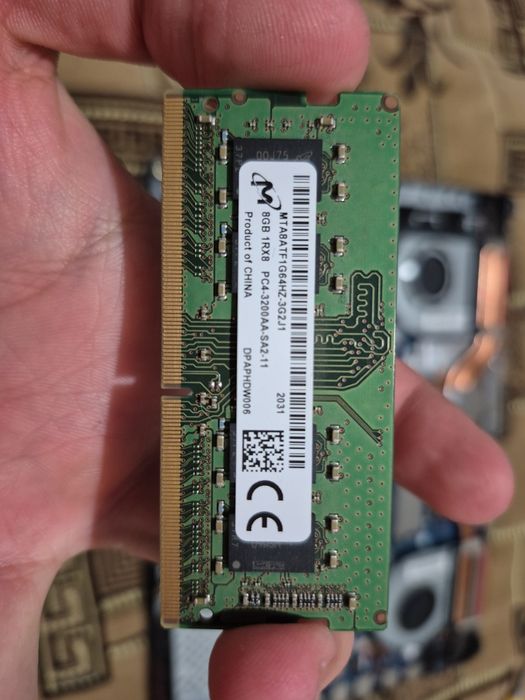 MTA8ATF1G64HZ-3G2J1
8GB 1RX8 PC4-3200AA-SA2-11
Product of CHINA
DPAPHDW006
2031
CE